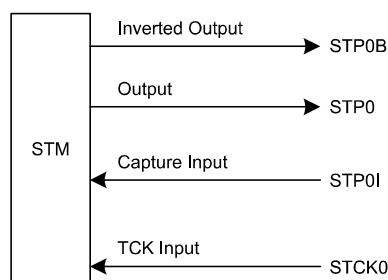 Inverted Output
STP0B
Output
STP0
STM
Capture Input
STP0I
TCK Input
STCK0